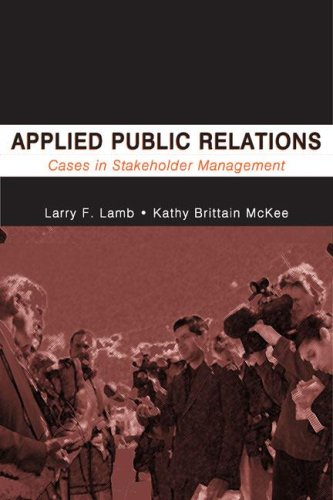 APPLIED PUBLIC RELATIONS
Cases in Stakeholder Management
Larry F. Lamb • Kathy Brittain McKee